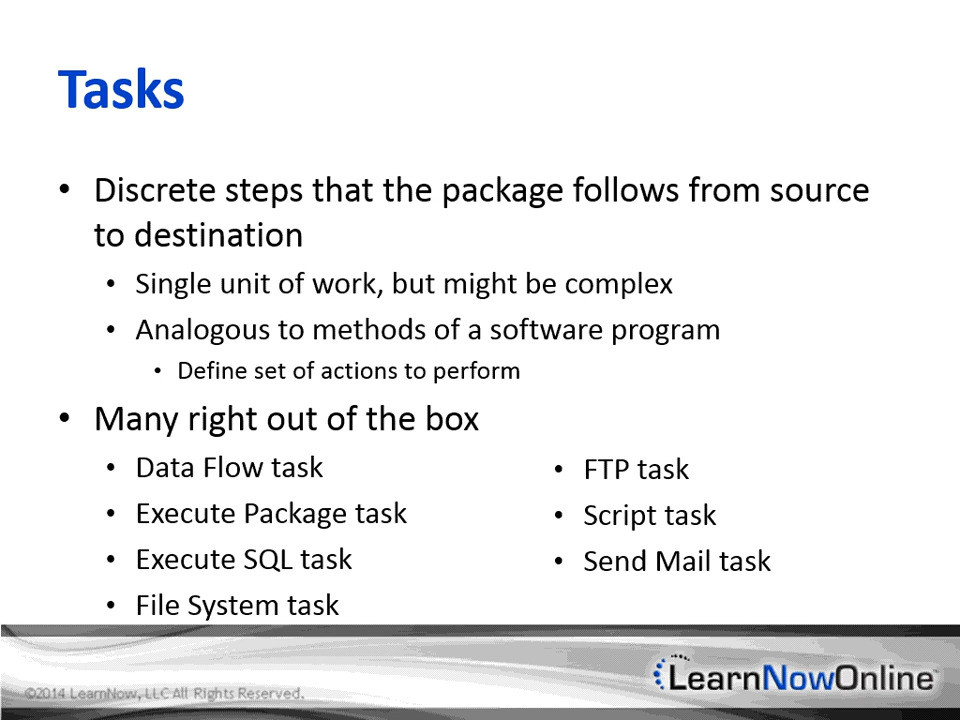 Tasks
• Discrete steps that the package follows from source
to destination
• Single unit of work, but might be complex
• Analogous to methods of a software program
• Define set of actions to perform
• Many right out of the box
• Data Flow task
• Execute Package task
• Execute SQL task
• File System task
• FTP task
• Script task
• Send Mail task
©2014 LearnNow, LLC All Rights Reserved.
LearnNowOnline